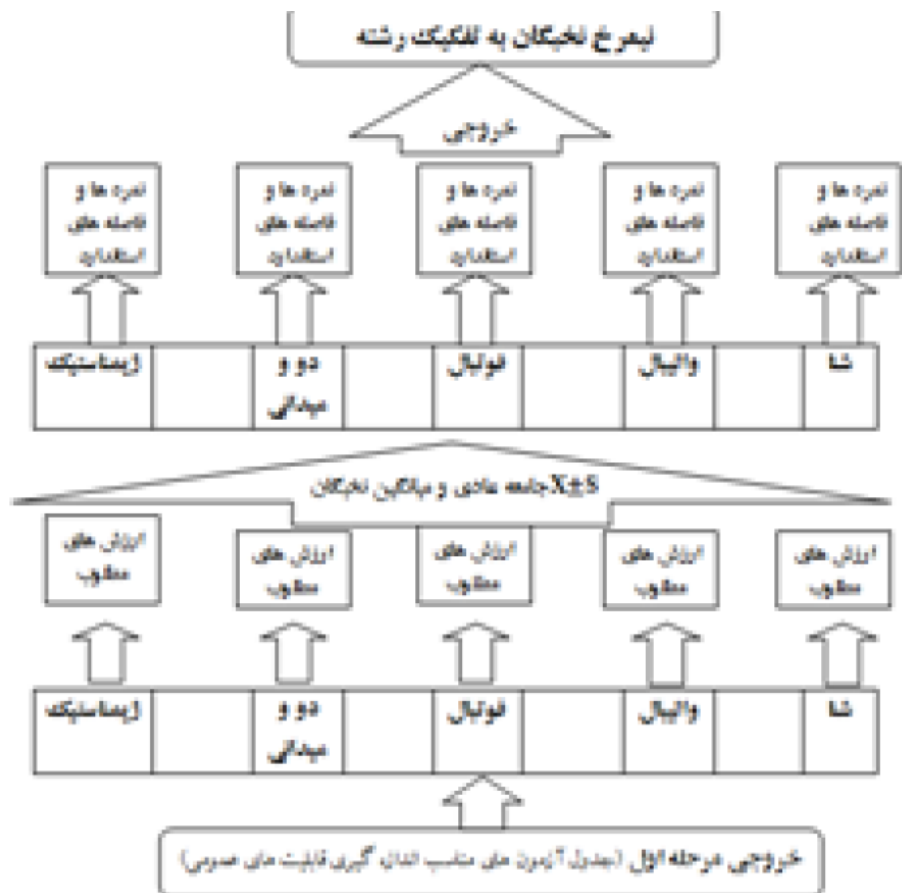 نیمرخ نخبگان به تفکیک رشته
خروجی
نمره ها و
فاصله های
استاندارد
نمره ها و
فاصله های
استاندارد
نمره ها و
فاصله های
استاندارد
نمره ها و
فاصله های
استاندارد
نمره ها و
فاصله های
استاندارد
شنا
والیبال
فوتبال
دو و
میدانی
ژیمناستیک
X±S جامعه عادی و میانگین نخبگان
ارزش های
مطلوب
ارزش های
مطلوب
ارزش های
مطلوب
ارزش های
مطلوب
ارزش های
مطلوب
شنا
والیبال
فوتبال
دو و
میدانی
ژیمناستیک
خروجی مرحله اول (جدول آزمون های مناسب اندازه گیری قابلیت های عمومی)